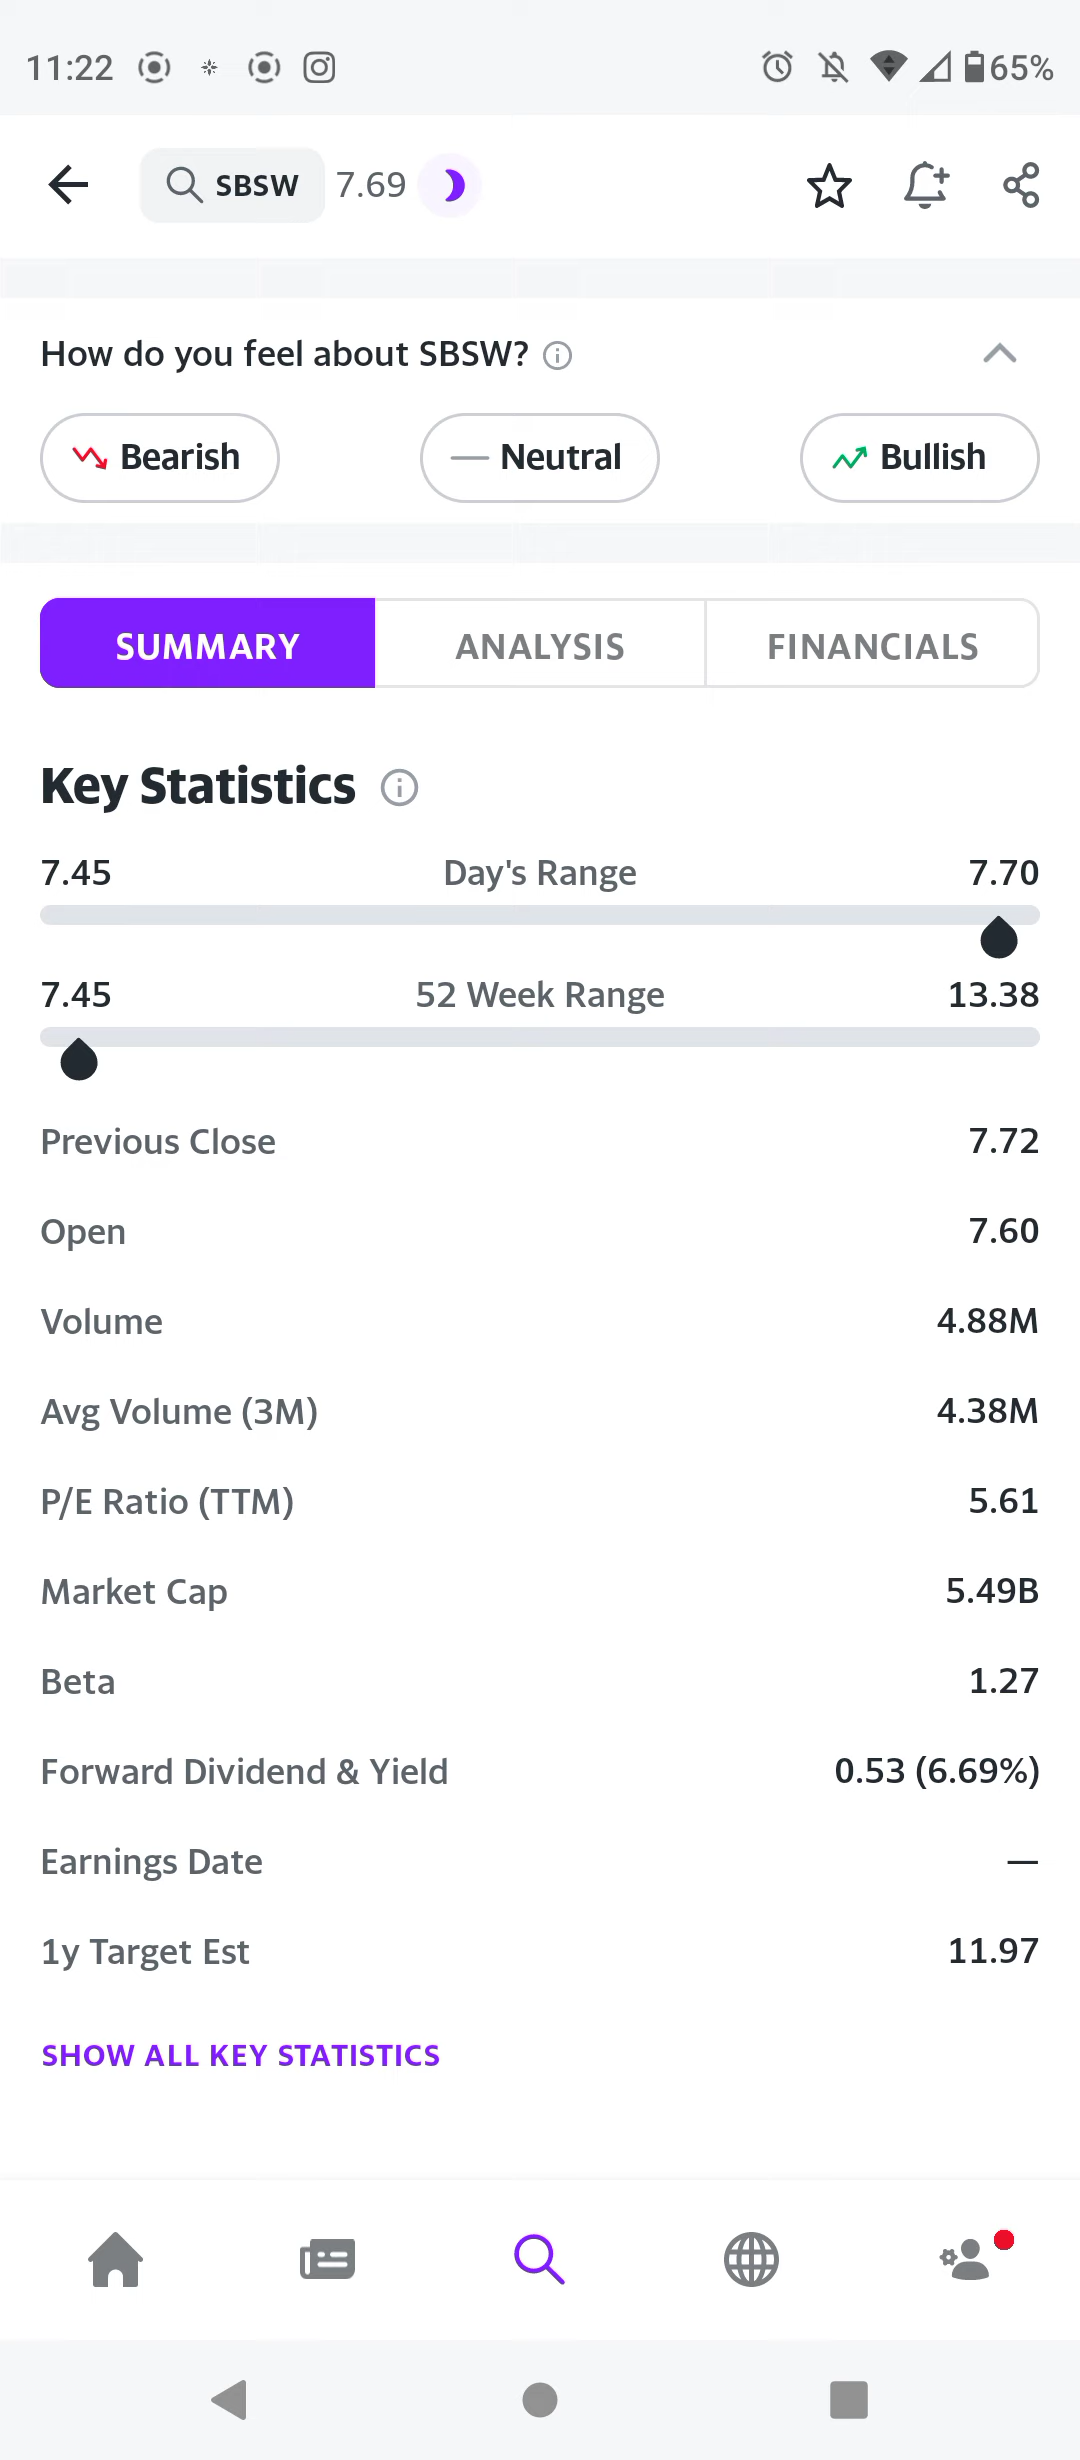 11:22 65%
SBSW 7.69
How do you feel about SBSW?
Bearish Neutral Bullish
SUMMARY ANALYSIS FINANCIALS
Key Statistics
7.45 Day's Range 7.70
7.45 52 Week Range 13.38
Previous Close 7.72
Open 7.60
Volume 4.88M
Avg Volume (3M) 4.38M
P/E Ratio (TTM) 5.61
Market Cap 5.49B
Beta 1.27
Forward Dividend & Yield 0.53 (6.69%)
Earnings Date —
1y Target Est 11.97
SHOW ALL KEY STATISTICS